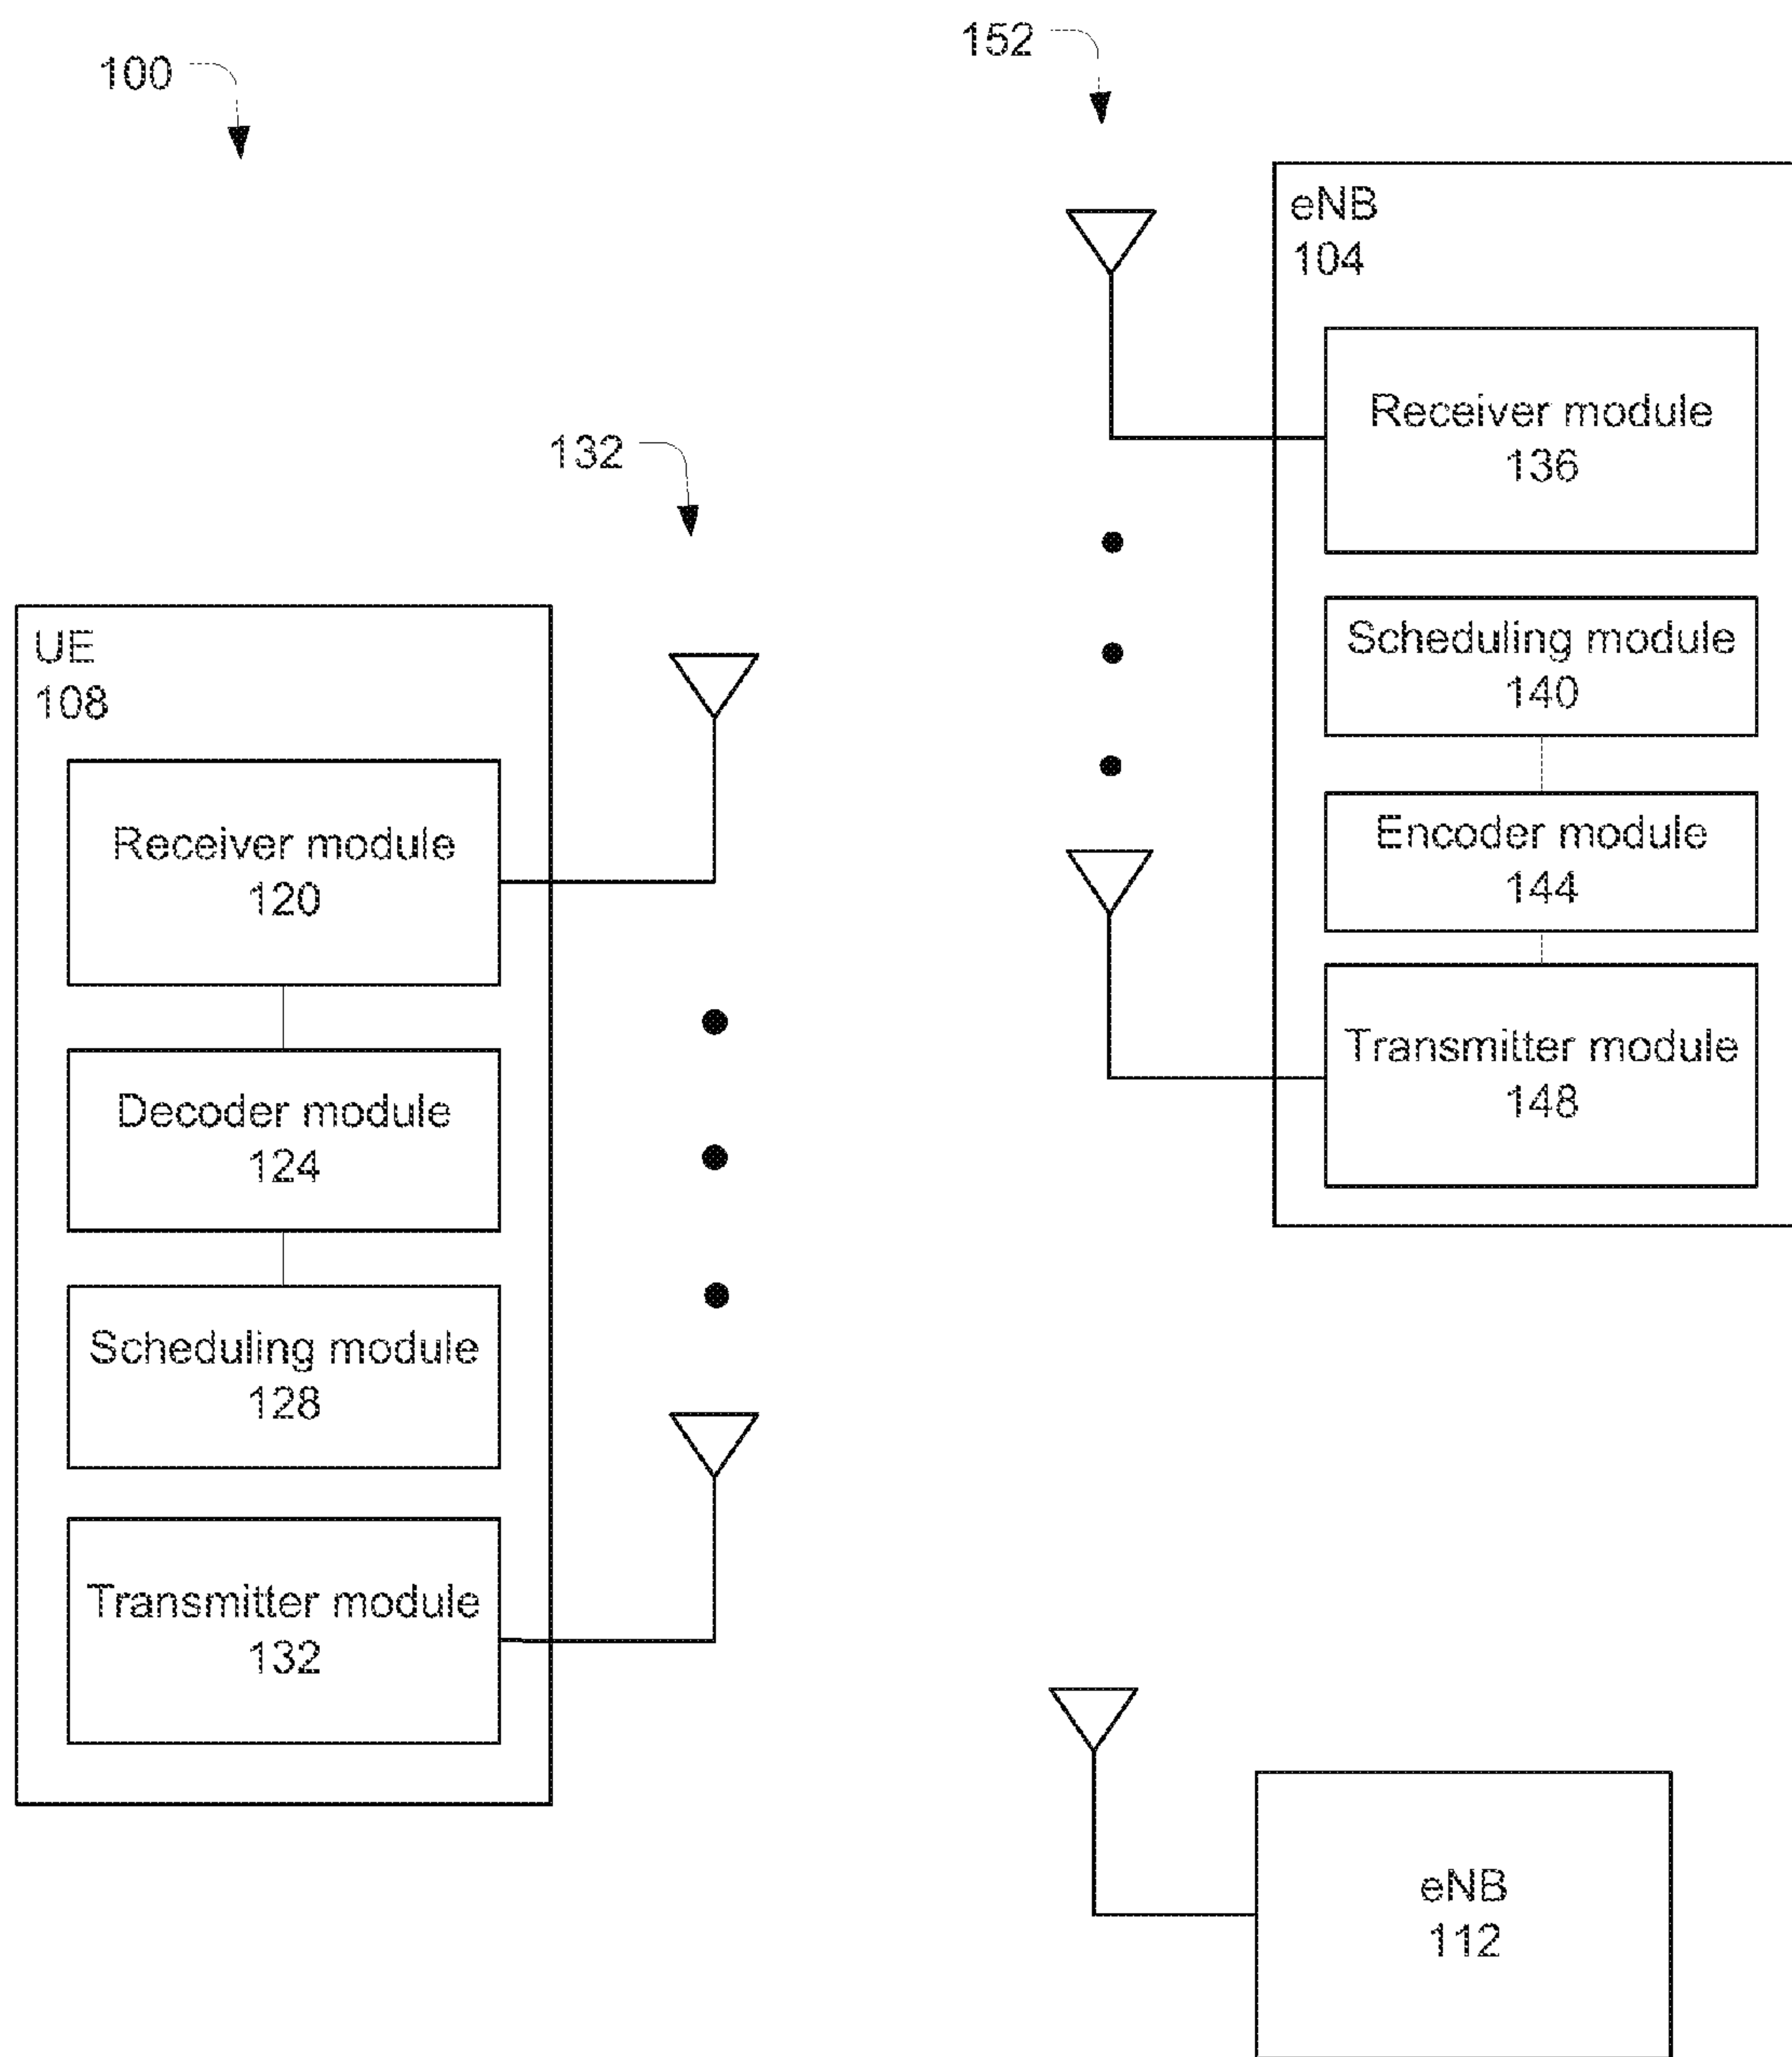 100
152
132
UE
108
Receiver module
120
Decoder module
124
Scheduling module
128
Transmitter module
132
eNB
104
Receiver module
136
Scheduling module
140
Encoder module
144
Transmitter module
148
eNB
112